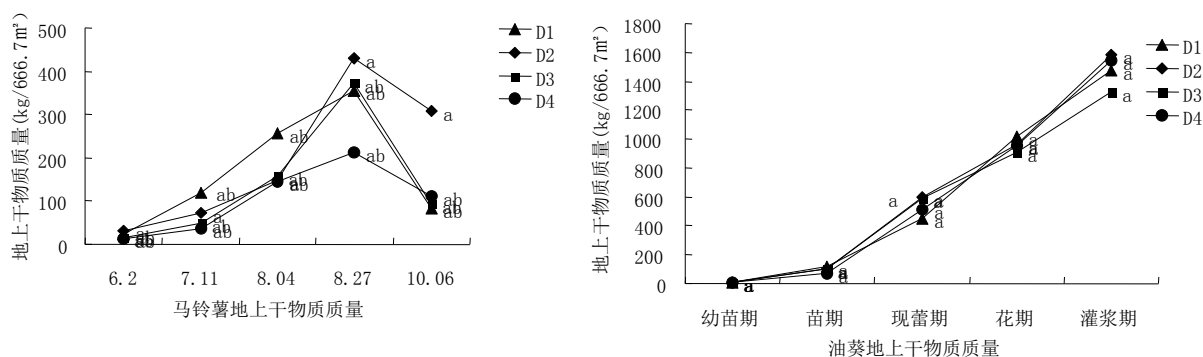 地上干物质质量(kg/666.7m²)
500
400
300
200
100
0
6.2
7.11
8.04
8.27
10.06
马铃薯地上干物质质量
D1
D2
D3
D4
a
ab
ab
a
ab
ab
ab
a
ab
ab
ab
ab
ab
ab
地上干物质质量(kg/666.7m²)
1800
1600
1400
1200
1000
800
600
400
200
0
幼苗期
苗期
现蕾期
花期
灌浆期
油葵地上干物质质量
D1
D2
D3
D4
a
a
a
a
a
a
a
a
a
a
a
a
a